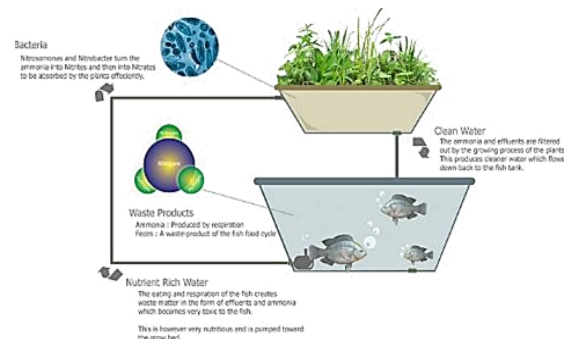 Bacteria
Nitrosomonas and Nitrobacter turn the
ammonia into Nitrites and then into Nitrates
to be absorbed by the plants effeciently.
Clean Water
The ammonia and effluents are filtered
out by the growing process of the plants
This produces cleaner water which flows
down back to the fish tank.
Nitrogen
Waste Products
Ammonia : Produced by respiration
Feces : A waste-product of the fish food cycle
Nutrient Rich Water
The eating and respiration of the fish creates
waste matter in the form of effluents and ammonia
which becomes very toxic to the fish.
This is however very nutritious and is pumped toward
the grow bed.